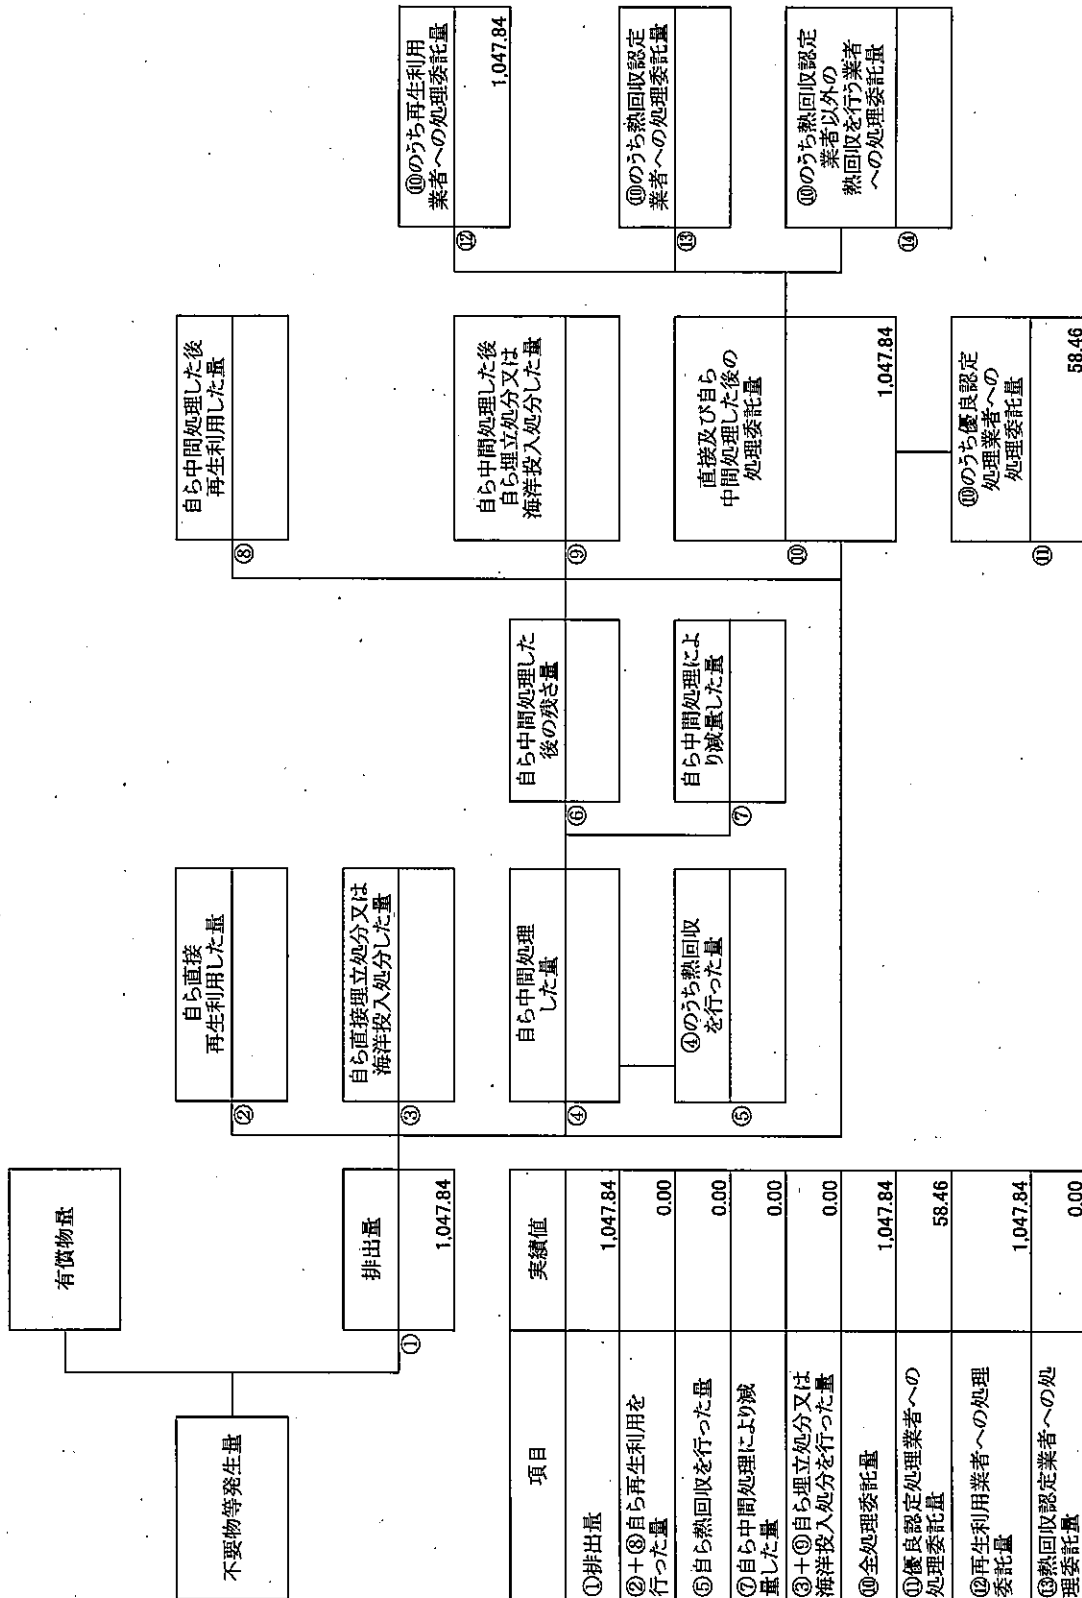 不要物等発生量
有償物量
排出量
①
1,047.84
自ら直接
再生利用した量
②
自ら直接埋立処分又は
海洋投入処分した量
③
自ら中間処理
した量
④
④のうち熱回収
を行った量
⑤
自ら中間処理した
後の残さ量
⑥
自ら中間処理によ
り減量した量
⑦
自ら中間処理した後
再生利用した量
⑧
自ら中間処理した後
自ら埋立処分又は
海洋投入処分した量
⑨
直接及び自ら
中間処理した後の
処理委託量
⑩
1,047.84
⑩のうち優良認定
処理業者への
処理委託量
⑪
58.46
⑩のうち再生利用
業者への処理委託量
⑫
1,047.84
⑩のうち熱回収認定
業者への処理委託量
⑬
⑩のうち熱回収認定
業者以外の
熱回収を行う業者
への処理委託量
⑭
項目 実績値
①排出量 1,047.84
②+⑧自ら再生利用を
行った量 0.00
⑤自ら熱回収を行った量 0.00
⑦自ら中間処理により減
量した量 0.00
③+⑨自ら埋立処分又は
海洋投入処分を行った量 0.00
⑩全処理委託量 1,047.84
⑪優良認定処理業者への
処理委託量 58.46
⑫再生利用業者への処理
委託量 1,047.84
⑬熱回収認定業者への処
理委託量 0.00